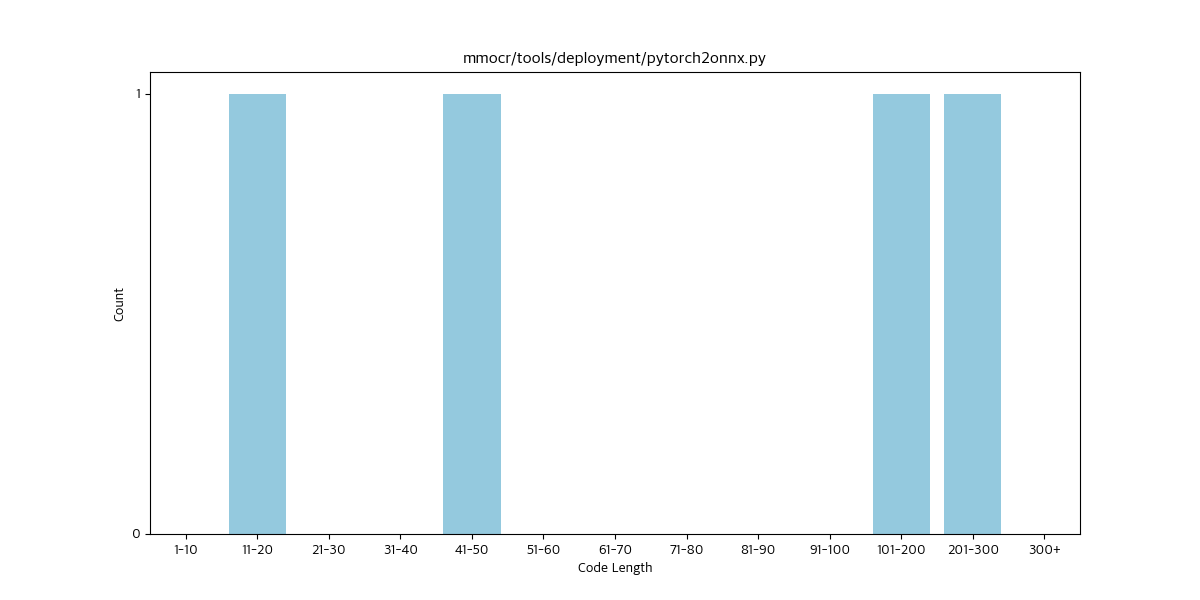 mmocr/tools/deployment/pytorch2onnx.py
1
Count
0
1-10 11-20 21-30 31-40 41-50 51-60 61-70 71-80 81-90 91-100 101-200 201-300 300+
Code Length